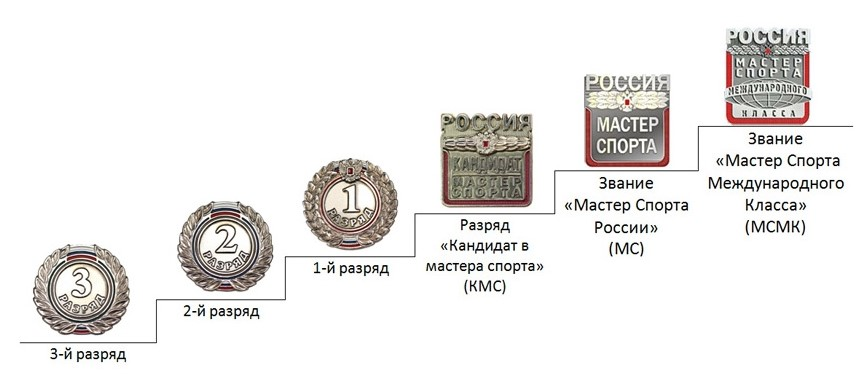 3
РАЗРЯД
3-й разряд
2
РАЗРЯД
2-й разряд
1
РАЗРЯД
1-й разряд
РОССИЯ
КАНДИДАТ
МАСТЕР
СПОРТА
Разряд
«Кандидат в
мастера спорта»
(КМС)
РОССИЯ
МАСТЕР
СПОРТА
Звание
«Мастер Спорта
России»
(МС)
РОССИЯ
МАСТЕР
СПОРТА
МЕЖДУНАРОДНОГО
КЛАССА
Звание
«Мастер Спорта
Международного
Класса»
(МСМК)